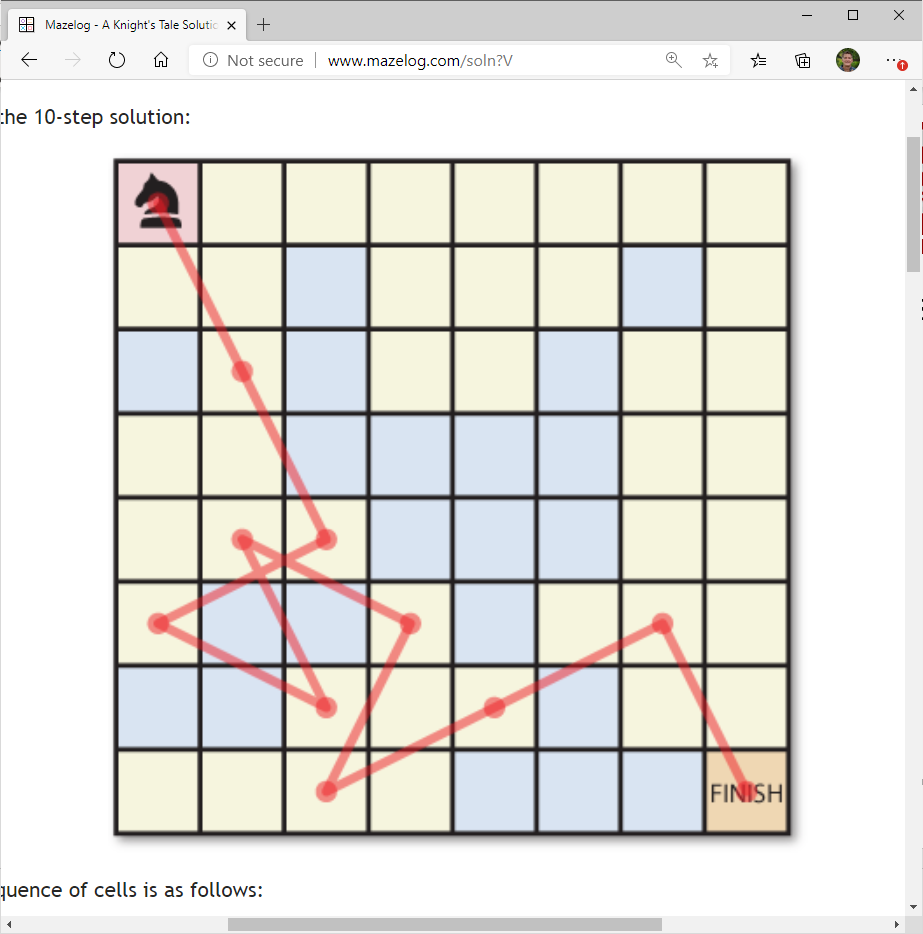 Mazelog - A Knight's Tale Solutio
Not secure | www.mazelog.com/soln?V
the 10-step solution:
FINISH
quence of cells is as follows: